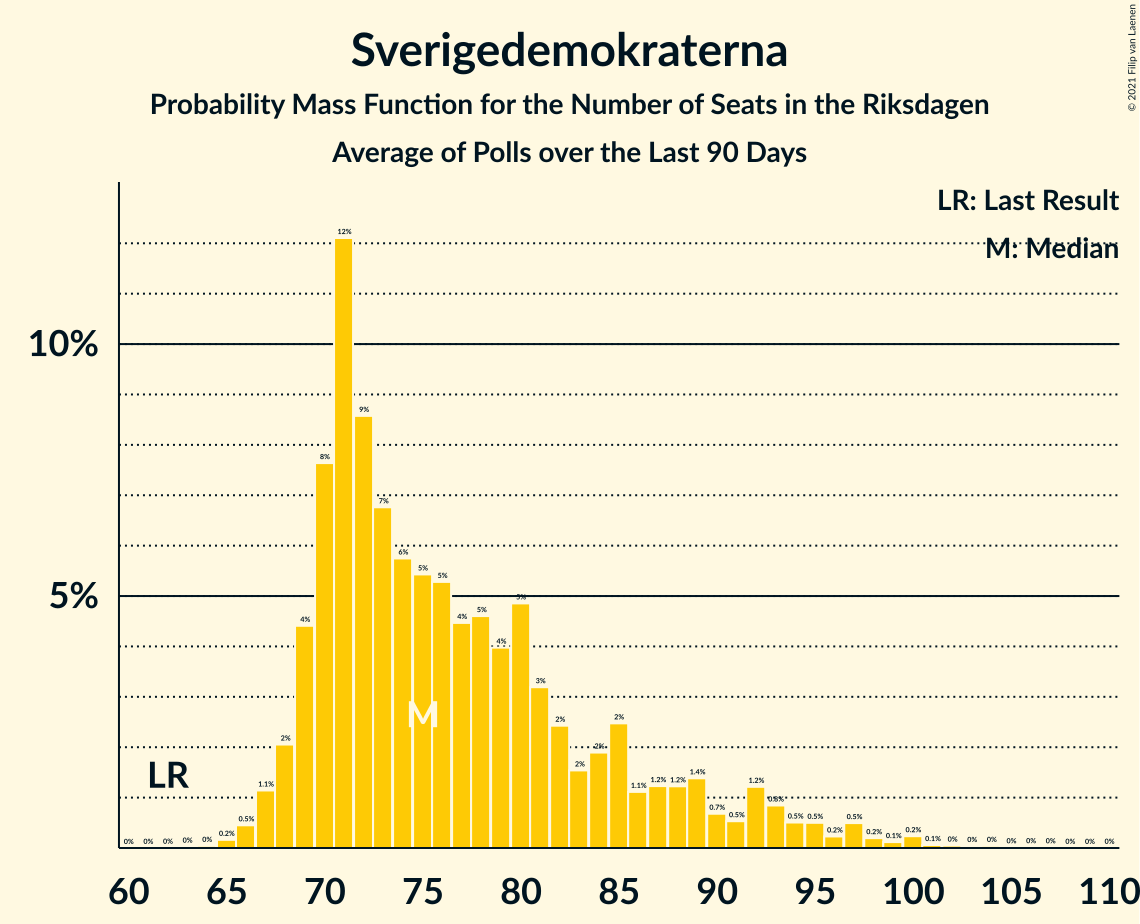 Sverigedemokraterna
Probability Mass Function for the Number of Seats in the Riksdagen
Average of Polls over the Last 90 Days
© 2021 Filip van Laenen
LR: Last Result
M: Median
10%
5%
LR
M
0% 0% 0% 0% 0% 0.2% 0.5% 1.1% 2% 4% 8% 12% 9% 7% 6% 5% 5% 4% 5% 4% 5% 3% 2% 2% 2% 2% 1.1% 1.2% 1.2% 1.4% 0.7% 0.5% 1.2% 0.8% 0.5% 0.5% 0.2% 0.5% 0.2% 0.1% 0.2% 0.1% 0% 0% 0% 0% 0% 0% 0% 0% 0%
60 65 70 75 80 85 90 95 100 105 110